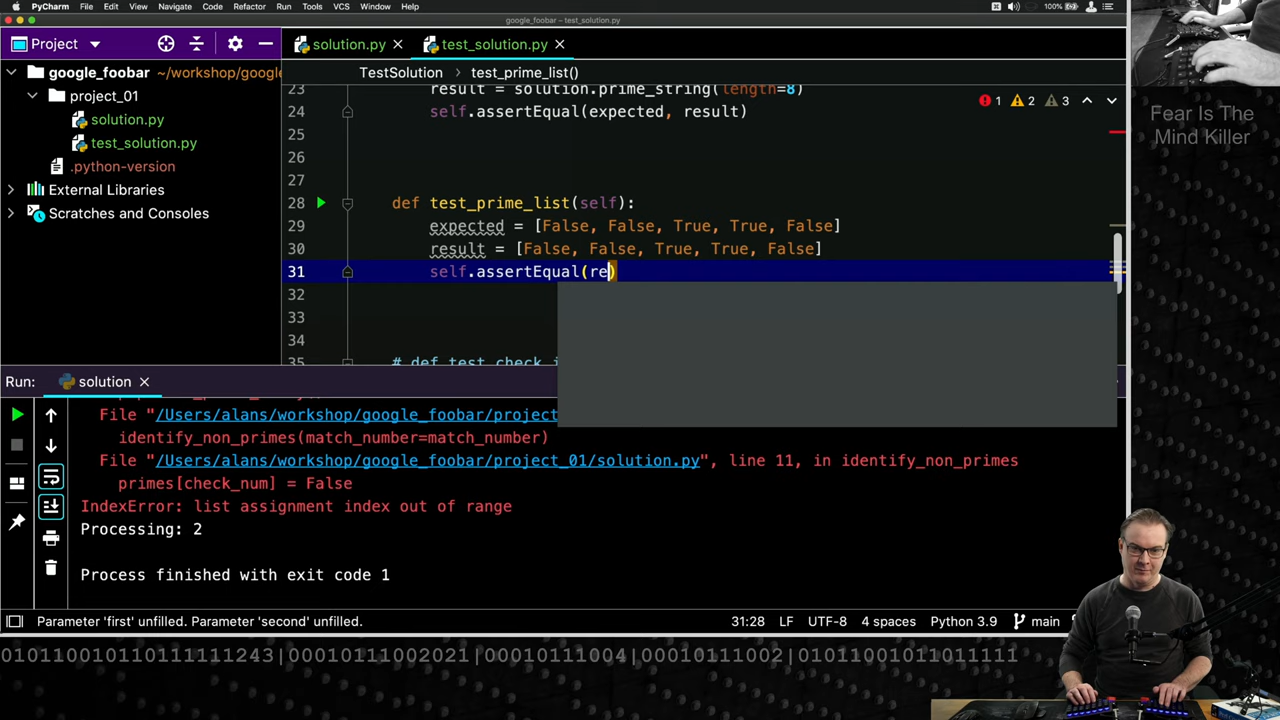 PyCharm File Edit View Navigate Code Refactor Run Tools VCS Window Help 100%
google_foobar – test_solution.py
Project solution.py test_solution.py
google_foobar ~/workshop/google
project_01
solution.py
test_solution.py
.python-version
External Libraries
Scratches and Consoles
TestSolution test_prime_list()
1 2 3
23 result = solution.prime_string(length=8)
24 self.assertEqual(expected, result)
25
26
27
28 def test_prime_list(self):
29 expected = [False, False, True, True, False]
30 result = [False, False, True, True, False]
31 self.assertEqual(re)
32
33
34
35 # def test_check_i
Fear Is The
Mind Killer
Run: solution
File "/Users/alans/workshop/google_foobar/project
identify_non_primes(match_number=match_number)
File "/Users/alans/workshop/google_foobar/project_01/solution.py", line 11, in identify_non_primes
primes[check_num] = False
IndexError: list assignment index out of range
Processing: 2
Process finished with exit code 1
Parameter 'first' unfilled. Parameter 'second' unfilled. 31:28 LF UTF-8 4 spaces Python 3.9 main
0101100101101111111243|00010111002197|00010111004|00010111002|01011001011011111